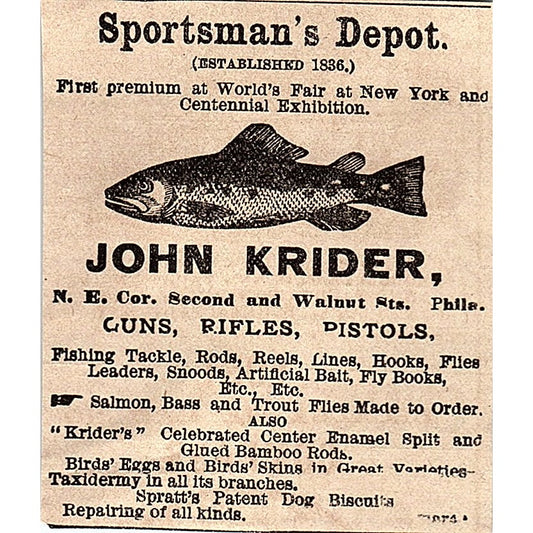 Sportsman's Depot.
(ESTABLISHED 1836.)
First premium at World's Fair at New York and
Centennial Exhibition.
JOHN KRIDER,
N. E. Cor. Second and Walnut Sts. Phila.
GUNS, RIFLES, PISTOLS,
Fishing Tackle, Rods, Reels, Lines, Hooks, Flies
Leaders, Snoods, Artificial Bait, Fly Books,
Etc., Etc.
Salmon, Bass and Trout Flies Made to Order.
ALSO
"Krider's" Celebrated Center Enamel Split and
Glued Bamboo Rods.
Birds' Eggs and Birds' Skins in Great Varieties-
Taxidermy in all its branches.
Spratt's Patent Dog Biscuits
Repairing of all kinds.